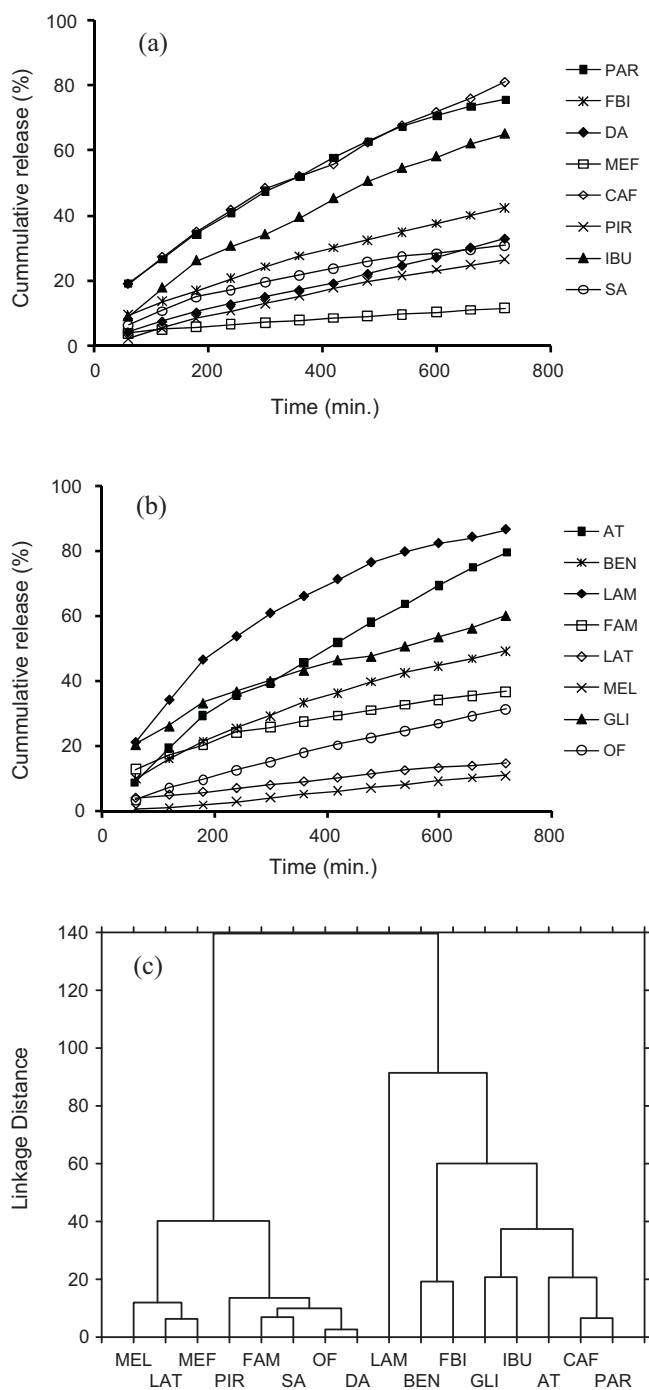 (a)
Cummulative release (%)
100
80
60
40
20
0
0 200 400 600 800
Time (min.)
PAR
FBI
DA
MEF
CAF
PIR
IBU
SA
(b)
Cummulative release (%)
100
80
60
40
20
0
0 200 400 600 800
Time (min.)
AT
BEN
LAM
FAM
LAT
MEL
GLI
OF
(c)
Linkage Distance
140
120
100
80
60
40
20
0
MEL MEF FAM OF LAM FBI IBU CAF
LAT PIR SA DA BEN GLI AT PAR